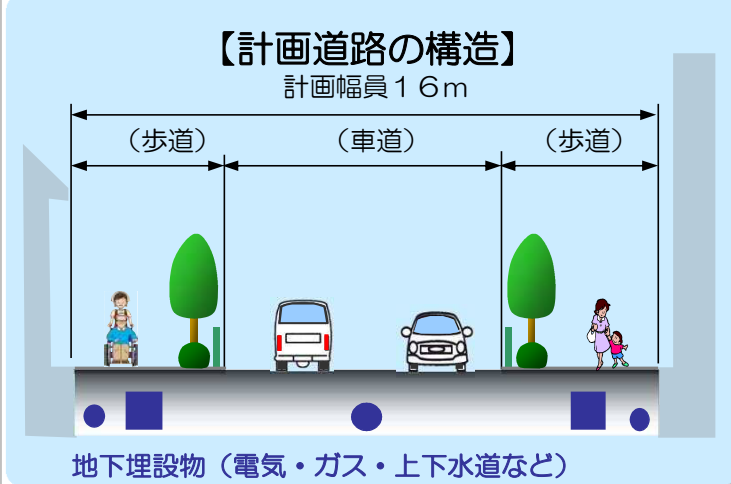 【計画道路の構造】
計画幅員16m
（歩道）　（車道）　（歩道）
地下埋設物（電気・ガス・上下水道など）